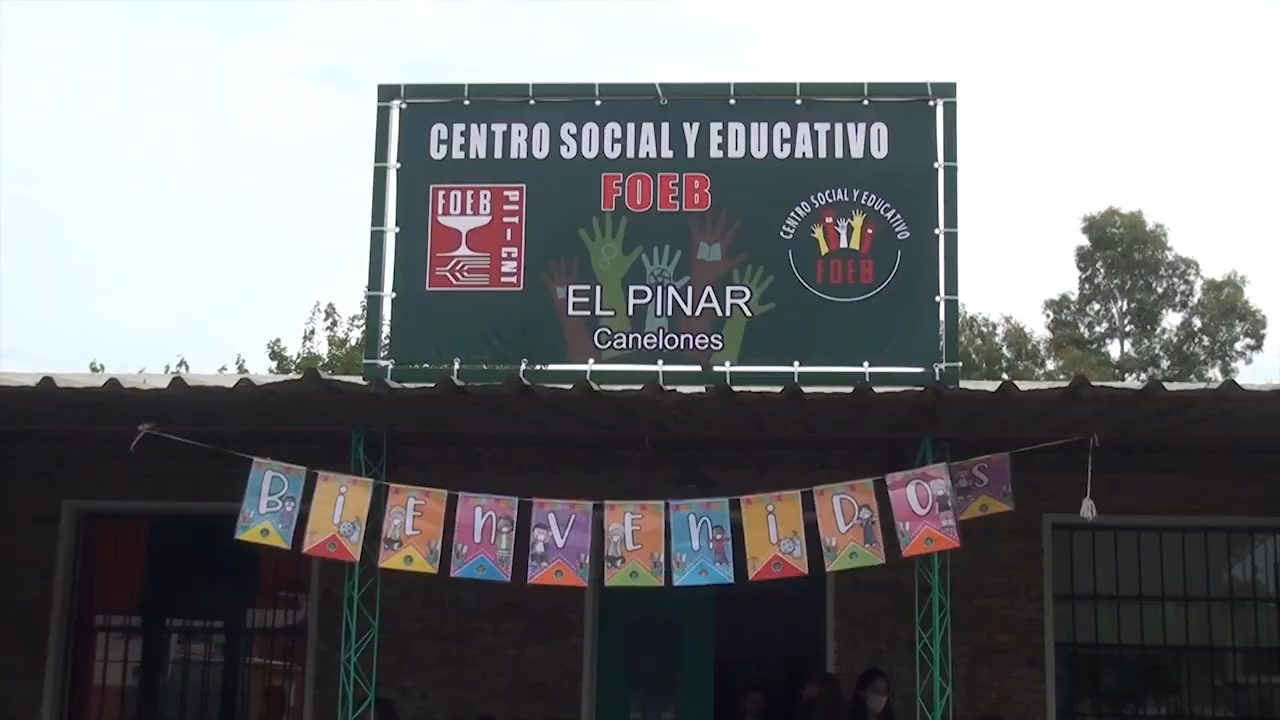 CENTRO SOCIAL Y EDUCATIVO
FOEB
FOEB
PIT-CNT
CENTRO SOCIAL Y EDUCATIVO
FOEB
EL PINAR
Canelones
BiEnVEniDOS